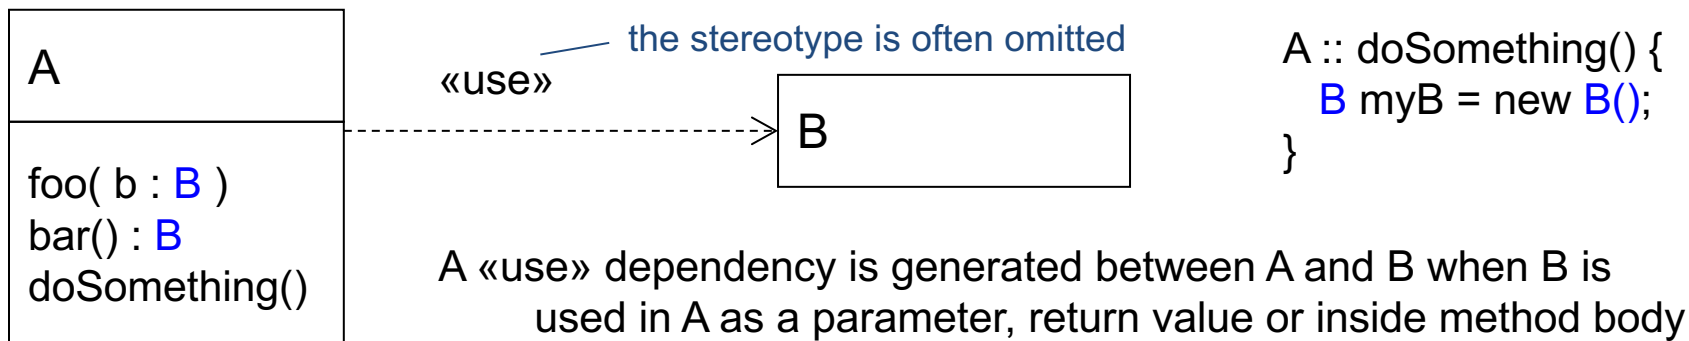 A
foo( b : B )
bar() : B
doSomething()
«use»
the stereotype is often omitted
B
A :: doSomething() {
B myB = new B();
}
A «use» dependency is generated between A and B when B is
used in A as a parameter, return value or inside method body